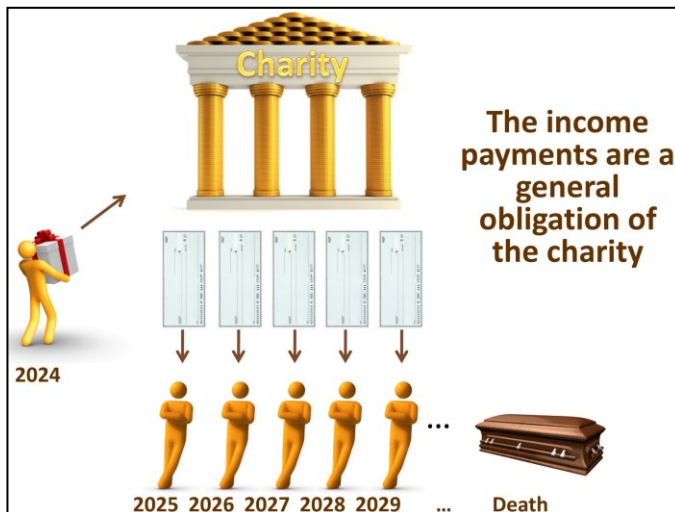 Charity
The income
payments are a
general
obligation of
the charity
2024
2025 2026 2027 2028 2029 ... Death
...